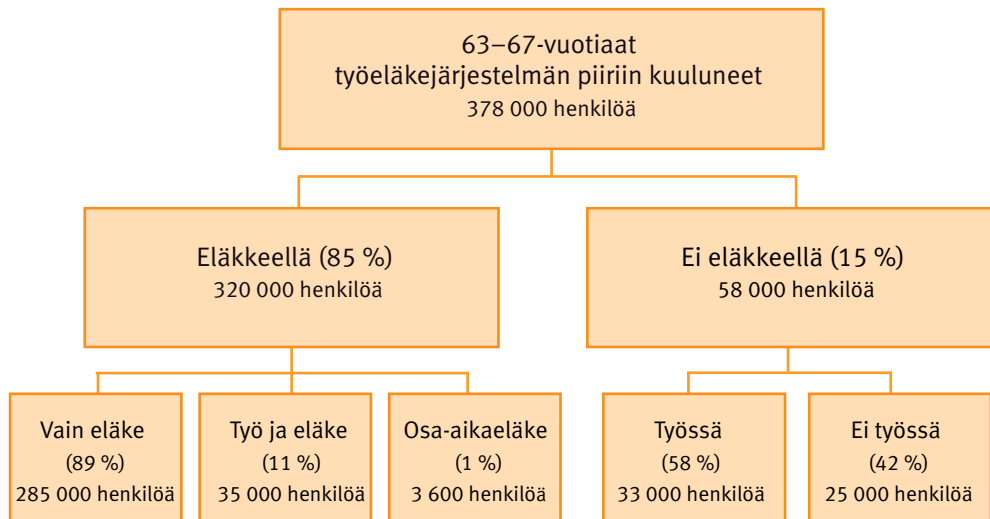 63–67-vuotiaat
työeläkejärjestelmän piiriin kuuluneet
378 000 henkilöä
Eläkkeellä (85 %)
320 000 henkilöä
Ei eläkkeellä (15 %)
58 000 henkilöä
Vain eläke
(89 %)
285 000 henkilöä
Työ ja eläke
(11 %)
35 000 henkilöä
Osa-aikaeläke
(1 %)
3 600 henkilöä
Työssä
(58 %)
33 000 henkilöä
Ei työssä
(42 %)
25 000 henkilöä